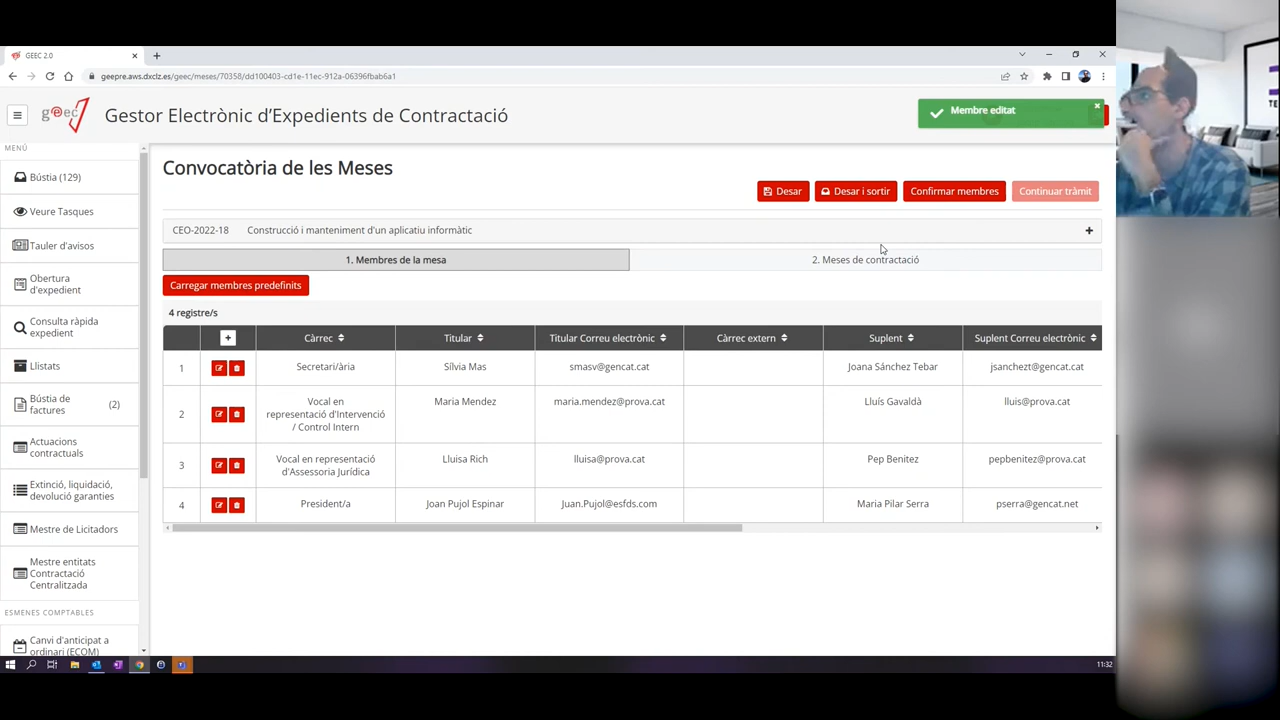 GEEC 2.0
geepre.aws.dxclz.es/geec/meses/70358/dd100403-cd1e-11ec-912a-06396fbab6a1
geec
Gestor Electrònic d'Expedients de Contractació
Membre editat
MENÚ
Bústia (129)
Veure Tasques
Tauler d'avisos
Obertura
d'expedient
Consulta ràpida
expedient
Llistats
Bústia de
factures
(2)
Actuacions
contractuals
Extinció, liquidació,
devolució garanties
Mestre de Licitadors
Mestre entitats
Contractació
Centralitzada
ESMENES COMPTABLES
Canvi d'anticipat a
ordinari (ECOM)
Convocatòria de les Meses
Desar
Desar i sortir
Confirmar membres
Continuar tràmit
CEO-2022-18 Construcció i manteniment d'un aplicatiu informàtic
1. Membres de la mesa
2. Meses de contractació
Carregar membres predefinits
4 registre/s
Càrrec Titular Titular Correu electrònic Càrrec extern Suplent Suplent Correu electrònic
1 Secretari/ària Sílvia Mas smasv@gencat.cat Joana Sánchez Tebar jsanchezt@gencat.cat
2 Vocal en
representació d'Intervenció
/ Control Intern
Maria Mendez maria.mendez@prova.cat Lluís Gavaldà lluis@prova.cat
3 Vocal en representació
d'Assessoria Jurídica
Lluisa Rich lluisa@prova.cat Pep Benitez pepbenitez@prova.cat
4 President/a Joan Pujol Espinar Juan.Pujol@esfds.com Maria Pilar Serra pserra@gencat.net
11:32